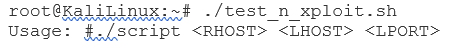 root@KaliLinux:~# ./test_n_xploit.sh
Usage: #./script <RHOST> <LHOST> <LPORT>